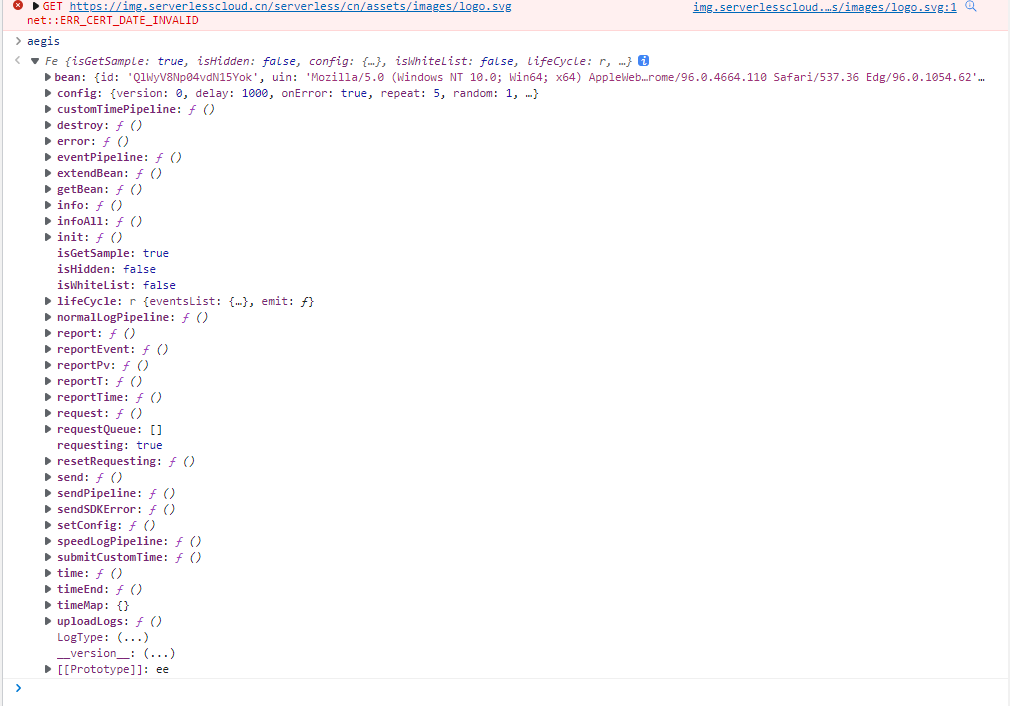 GET https://img.serverlesscloud.cn/serverless/cn/assets/images/logo.svg img.serverlesscloud.…s/images/logo.svg:1
net::ERR_CERT_DATE_INVALID
aegis
Fe {isGetSample: true, isHidden: false, config: {…}, isWhiteList: false, lifeCycle: r, …}
bean: {id: 'QlWyV8Np04vdN15Yok', uin: 'Mozilla/5.0 (Windows NT 10.0; Win64; x64) AppleWeb…rome/96.0.4664.110 Safari/537.36 Edg/96.0.1054.62'…
config: {version: 0, delay: 1000, onError: true, repeat: 5, random: 1, …}
customTimePipeline: ƒ ()
destroy: ƒ ()
error: ƒ ()
eventPipeline: ƒ ()
extendBean: ƒ ()
getBean: ƒ ()
info: ƒ ()
infoAll: ƒ ()
init: ƒ ()
isGetSample: true
isHidden: false
isWhiteList: false
lifeCycle: r {eventsList: {…}, emit: ƒ}
normalLogPipeline: ƒ ()
report: ƒ ()
reportEvent: ƒ ()
reportPv: ƒ ()
reportT: ƒ ()
reportTime: ƒ ()
request: ƒ ()
requestQueue: []
requesting: true
resetRequesting: ƒ ()
send: ƒ ()
sendPipeline: ƒ ()
sendSDKError: ƒ ()
setConfig: ƒ ()
speedLogPipeline: ƒ ()
submitCustomTime: ƒ ()
time: ƒ ()
timeEnd: ƒ ()
timeMap: {}
uploadLogs: ƒ ()
LogType: (...)
__version__: (...)
[[Prototype]]: ee